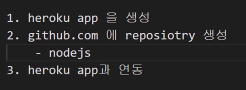 1. heroku app 을 생성
2. github.com 에 reposiotry 생성
    - nodejs
3. heroku app과 연동